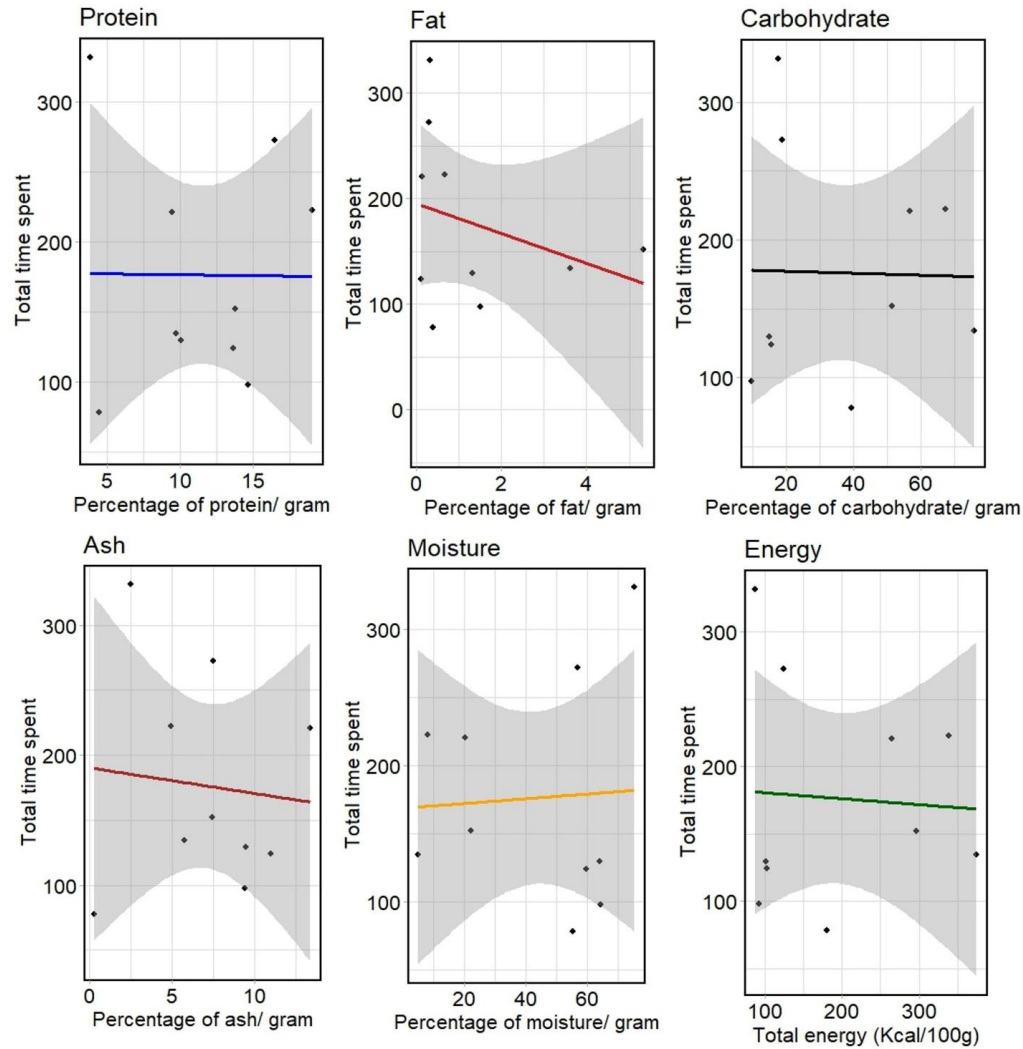 Protein
Total time spent
300
200
100
5 10 15
Percentage of protein/ gram
Fat
Total time spent
300
200
100
0
0 2 4
Percentage of fat/ gram
Carbohydrate
Total time spent
300
200
100
20 40 60
Percentage of carbohydrate/ gram
Ash
Total time spent
300
200
100
0 5 10
Percentage of ash/ gram
Moisture
Total time spent
300
200
100
20 40 60
Percentage of moisture/ gram
Energy
Total time spent
300
200
100
100 200 300
Total energy (Kcal/100g)